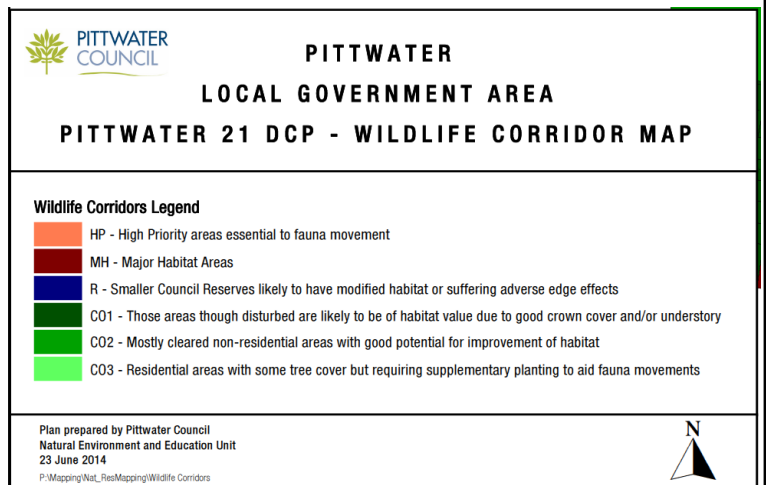 PITTWATER
COUNCIL
PITTWATER
LOCAL GOVERNMENT AREA
PITTWATER 21 DCP - WILDLIFE CORRIDOR MAP
Wildlife Corridors Legend
HP - High Priority areas essential to fauna movement
MH - Major Habitat Areas
R - Smaller Council Reserves likely to have modified habitat or suffering adverse edge effects
CO1 - Those areas though disturbed are likely to be of habitat value due to good crown cover and/or understory
CO2 - Mostly cleared non-residential areas with good potential for improvement of habitat
CO3 - Residential areas with some tree cover but requiring supplementary planting to aid fauna movements
Plan prepared by Pittwater Council
Natural Environment and Education Unit
23 June 2014
P:\Mapping\Nat_ResMapping\Wildlife Corridors
N